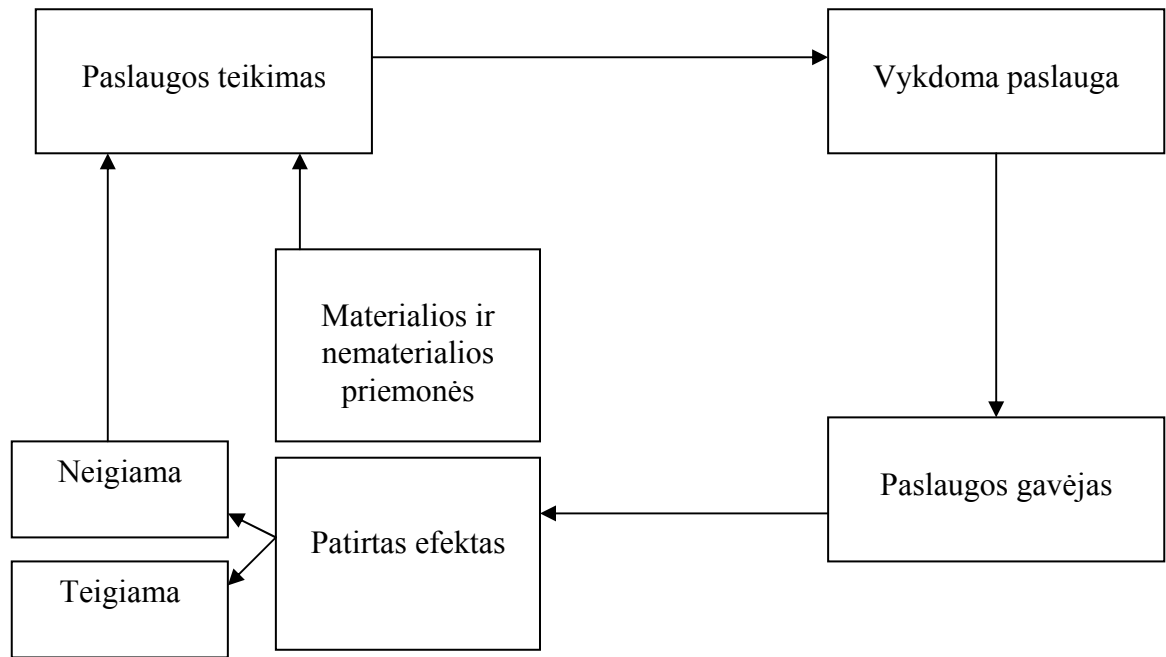 Paslaugos teikimas
Vykdoma paslauga
Materialios ir
nematerialios
priemonės
Neigiama
Paslaugos gavėjas
Patirtas efektas
Teigiama